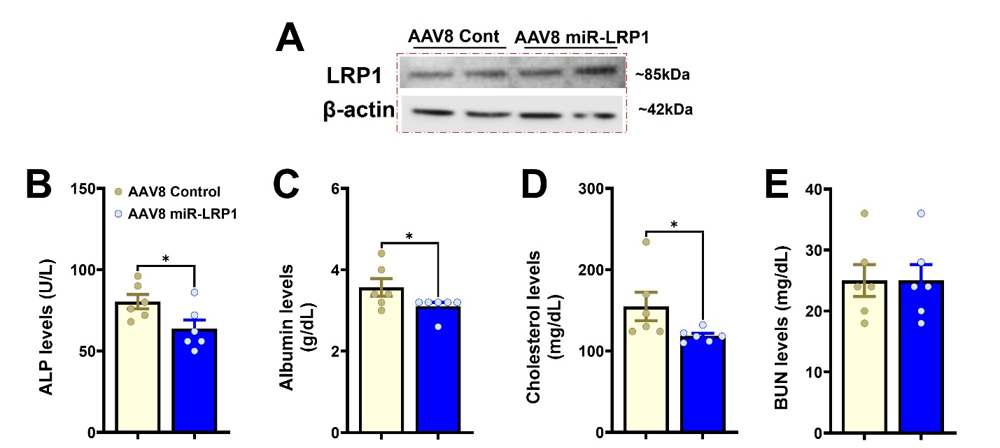 A
AAV8 Cont AAV8 miR-LRP1
LRP1 ~85kDa
β-actin ~42kDa
B
150
100
50
0
ALP levels (U/L)
AAV8 Control
AAV8 miR-LRP1
*
C
6
4
2
0
Albumin levels
(g/dL)
*
D
300
200
100
0
Cholesterol levels
(mg/dL)
*
E
40
30
20
10
0
BUN levels (mg/dL)